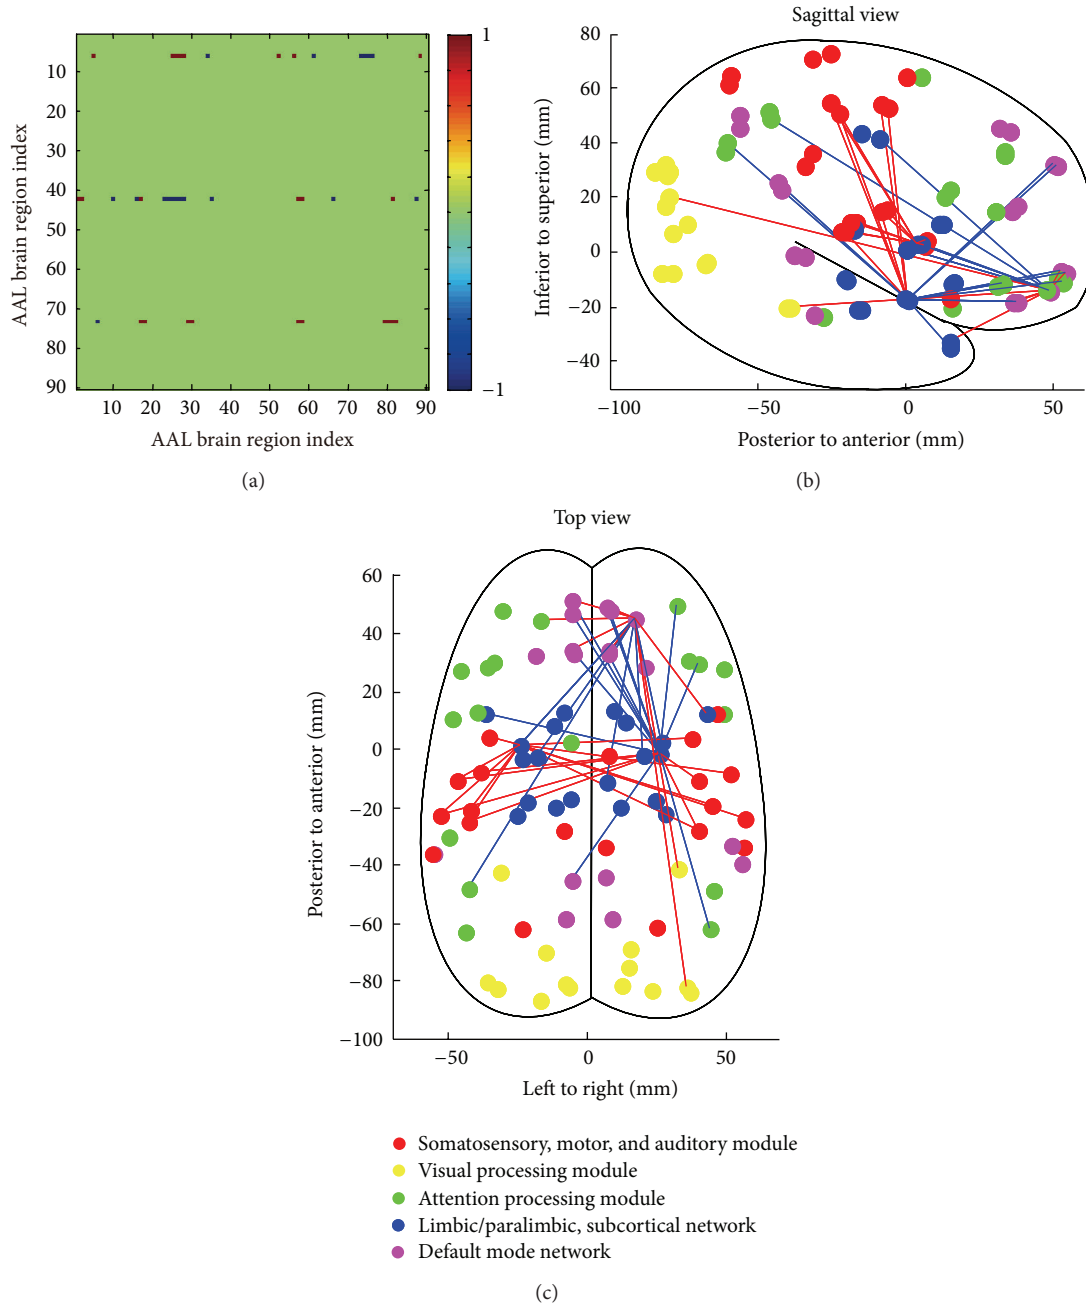 10
20
30
40
50
60
70
80
90
10 20 30 40 50 60 70 80 90
AAL brain region index
AAL brain region index
1
−1
(a)
Sagittal view
80
60
40
20
0
−20
−40
−100 −50 0 50
Inferior to superior (mm)
Posterior to anterior (mm)
(b)
Top view
60
40
20
0
−20
−40
−60
−80
−100
−50 0 50
Posterior to anterior (mm)
Left to right (mm)
Somatosensory, motor, and auditory module
Visual processing module
Attention processing module
Limbic/paralimbic, subcortical network
Default mode network
(c)